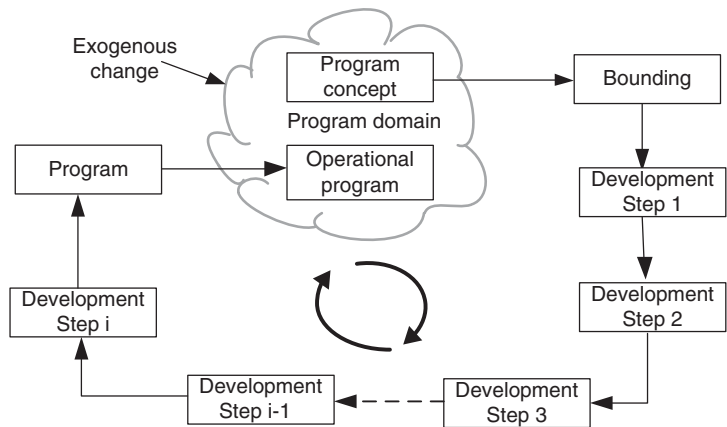 Exogenous
change
Program
concept
Program domain
Operational
program
Bounding
Development
Step 1
Development
Step 2
Development
Step 3
Development
Step i-1
Development
Step i
Program